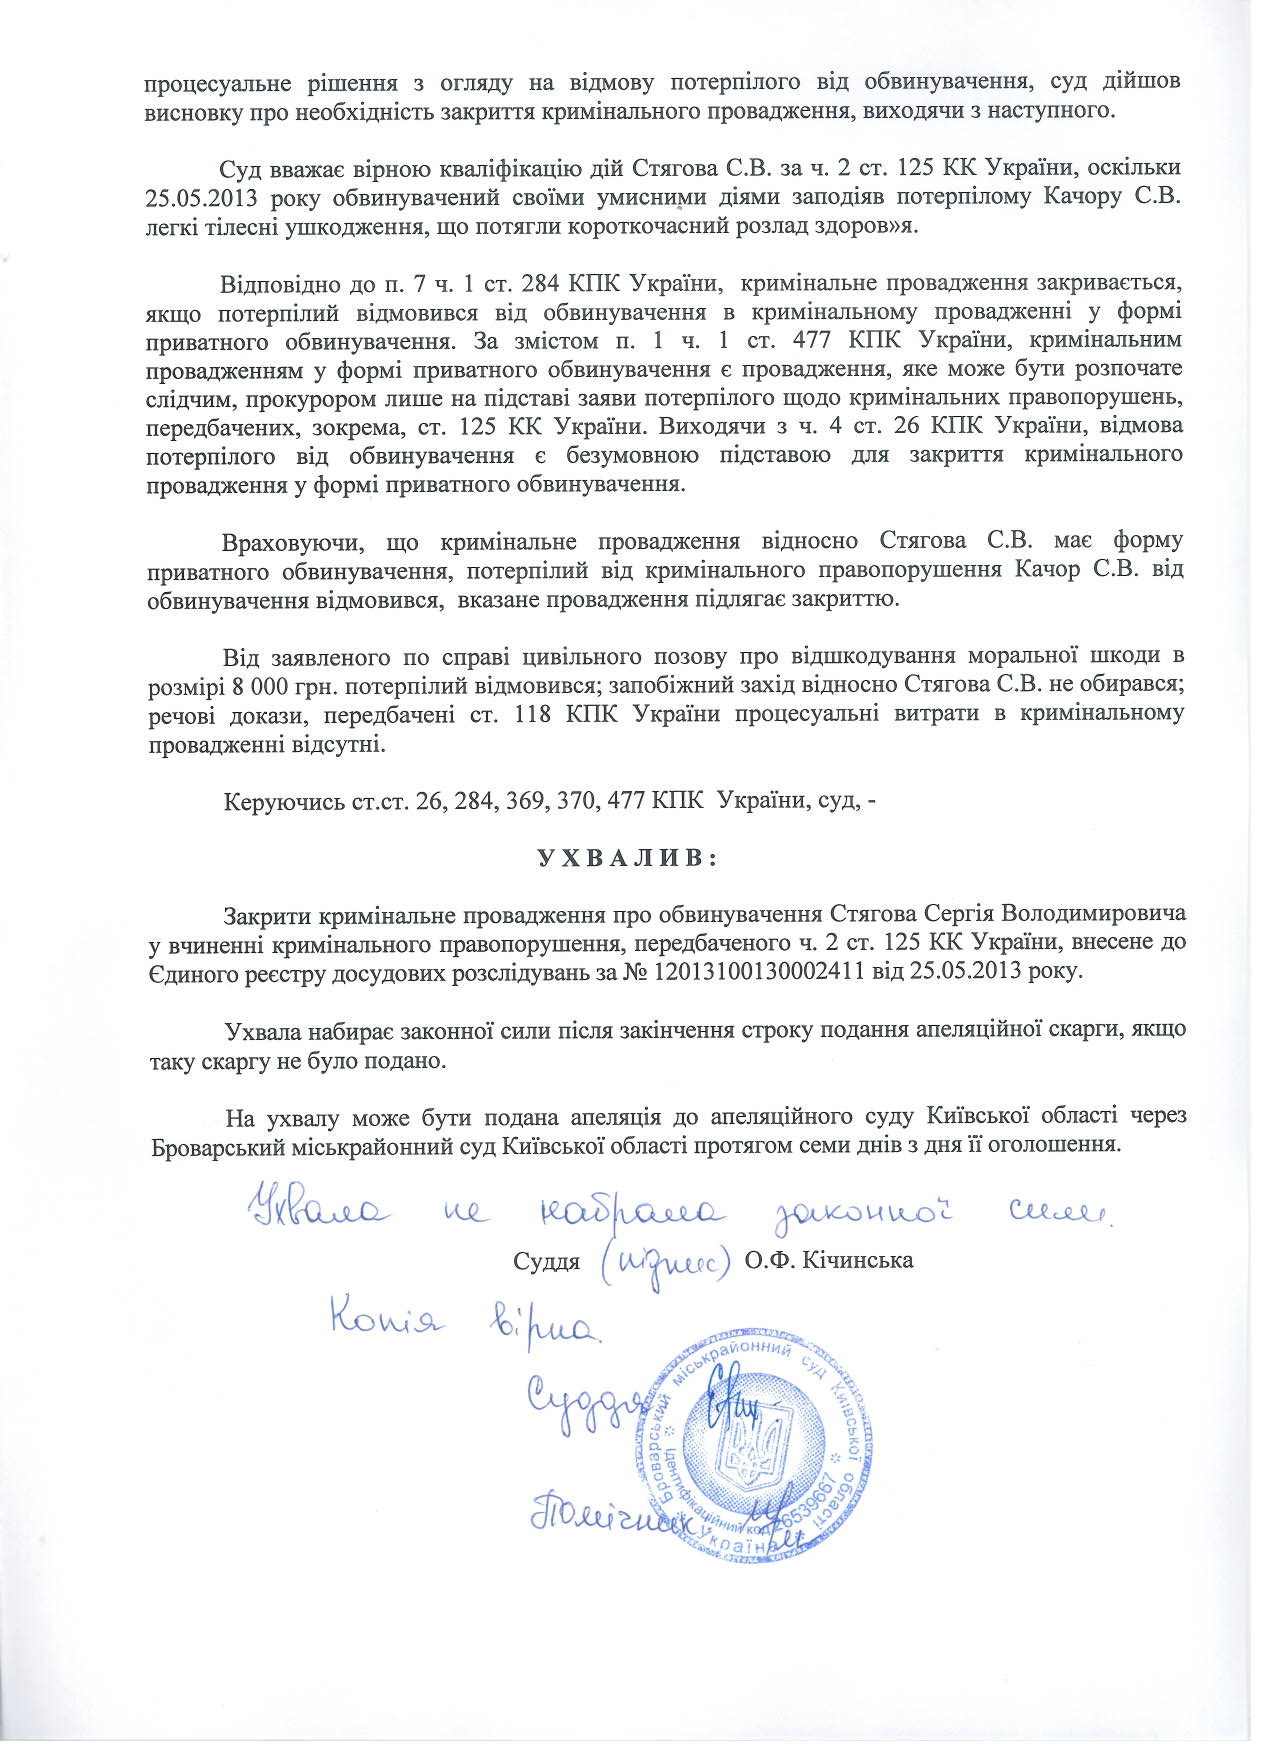 процесуальне рішення з огляду на відмову потерпілого від обвинувачення, суд дійшов
висновку про необхідність закриття кримінального провадження, виходячи з наступного.
Суд вважає вірною кваліфікацію дій Стягова С.В. за ч. 2 ст. 125 КК України, оскільки
25.05.2013 року обвинувачений своїми умисними діями заподіяв потерпілому Качору С.В.
легкі тілесні ушкодження, що потягли короткочасний розлад здоров»я.
Відповідно до п. 7 ч. 1 ст. 284 КПК України, кримінальне провадження закривається,
якщо потерпілий відмовився від обвинувачення в кримінальному провадженні у формі
приватного обвинувачення. За змістом п. 1 ч. 1 ст. 477 КПК України, кримінальним
провадженням у формі приватного обвинувачення є провадження, яке може бути розпочате
слідчим, прокурором лише на підставі заяви потерпілого щодо кримінальних правопорушень,
передбачених, зокрема, ст. 125 КК України. Виходячи з ч. 4 ст. 26 КПК України, відмова
потерпілого від обвинувачення є безумовною підставою для закриття кримінального
провадження у формі приватного обвинувачення.
Враховуючи, що кримінальне провадження відносно Стягова С.В. має форму
приватного обвинувачення, потерпілий від кримінального правопорушення Качор С.В. від
обвинувачення відмовився, вказане провадження підлягає закриттю.
Від заявленого по справі цивільного позову про відшкодування моральної шкоди в
розмірі 8 000 грн. потерпілий відмовився; запобіжний захід відносно Стягова С.В. не обирався;
речові докази, передбачені ст. 118 КПК України процесуальні витрати в кримінальному
провадженні відсутні.
Керуючись ст.ст. 26, 284, 369, 370, 477 КПК України, суд, -
У Х В А Л И В :
Закрити кримінальне провадження про обвинувачення Стягова Сергія Володимировича
у вчиненні кримінального правопорушення, передбаченого ч. 2 ст. 125 КК України, внесене до
Єдиного реєстру досудових розслідувань за № 12013100130002411 від 25.05.2013 року.
Ухвала набирає законної сили після закінчення строку подання апеляційної скарги, якщо
таку скаргу не було подано.
На ухвалу може бути подана апеляція до апеляційного суду Київської області через
Броварський міськрайонний суд Київської області протягом семи днів з дня її оголошення.
Ухвала не набрала законної сили.
Суддя (підпис) О.Ф. Кічинська
Копія вірна.
Суддя
Помічник
Броварський міськрайонний суд Київської області
* Україна *
* Ідентифікаційний код 26539667 *